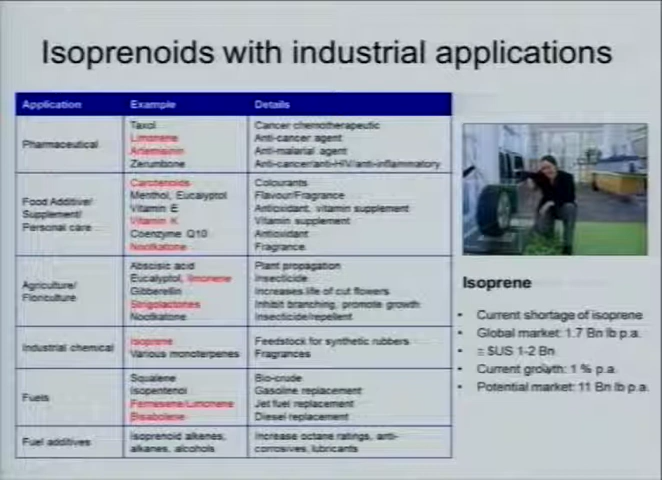 Isoprenoids with industrial applications
Application Example Details
Pharmaceutical
Taxol Cancer chemotherapeutic
Limonene Anti-cancer agent
Artemisinin Anti-malarial agent
Zerumbone Anti-cancer/anti-HIV/anti-inflammatory
Food Additive/
Supplement/
Personal care
Carotenoids Colourants
Menthol, Eucalyptol Flavour/Fragrance
Vitamin E Antioxidant, vitamin supplement
Vitamin K Vitamin supplement
Coenzyme Q10 Antioxidant
Nootkatone Fragrance
Agriculture/
Floriculture
Abscisic acid Plant propagation
Eucalyptol, limonene Insecticide
Gibberellin Increases life of cut flowers
Strigolactones Inhibit branching, promote growth
Nootkatone Insecticide/repellent
Industrial chemical
Isoprene Feedstock for synthetic rubbers
Various monoterpenes Fragrances
Fuels
Squalene Bio-crude
Isopentenol Gasoline replacement
Farnesene/Limonene Jet fuel replacement
Bisabolene Diesel replacement
Fuel additives
Isoprenoid alkenes, Increase octane ratings, anti-
alkanes, alcohols corrosives, lubricants
Isoprene
• Current shortage of isoprene
• Global market: 1.7 Bn lb p.a.
• = $US 1-2 Bn
• Current growth: 1 % p.a.
• Potential market: 11 Bn lb p.a.